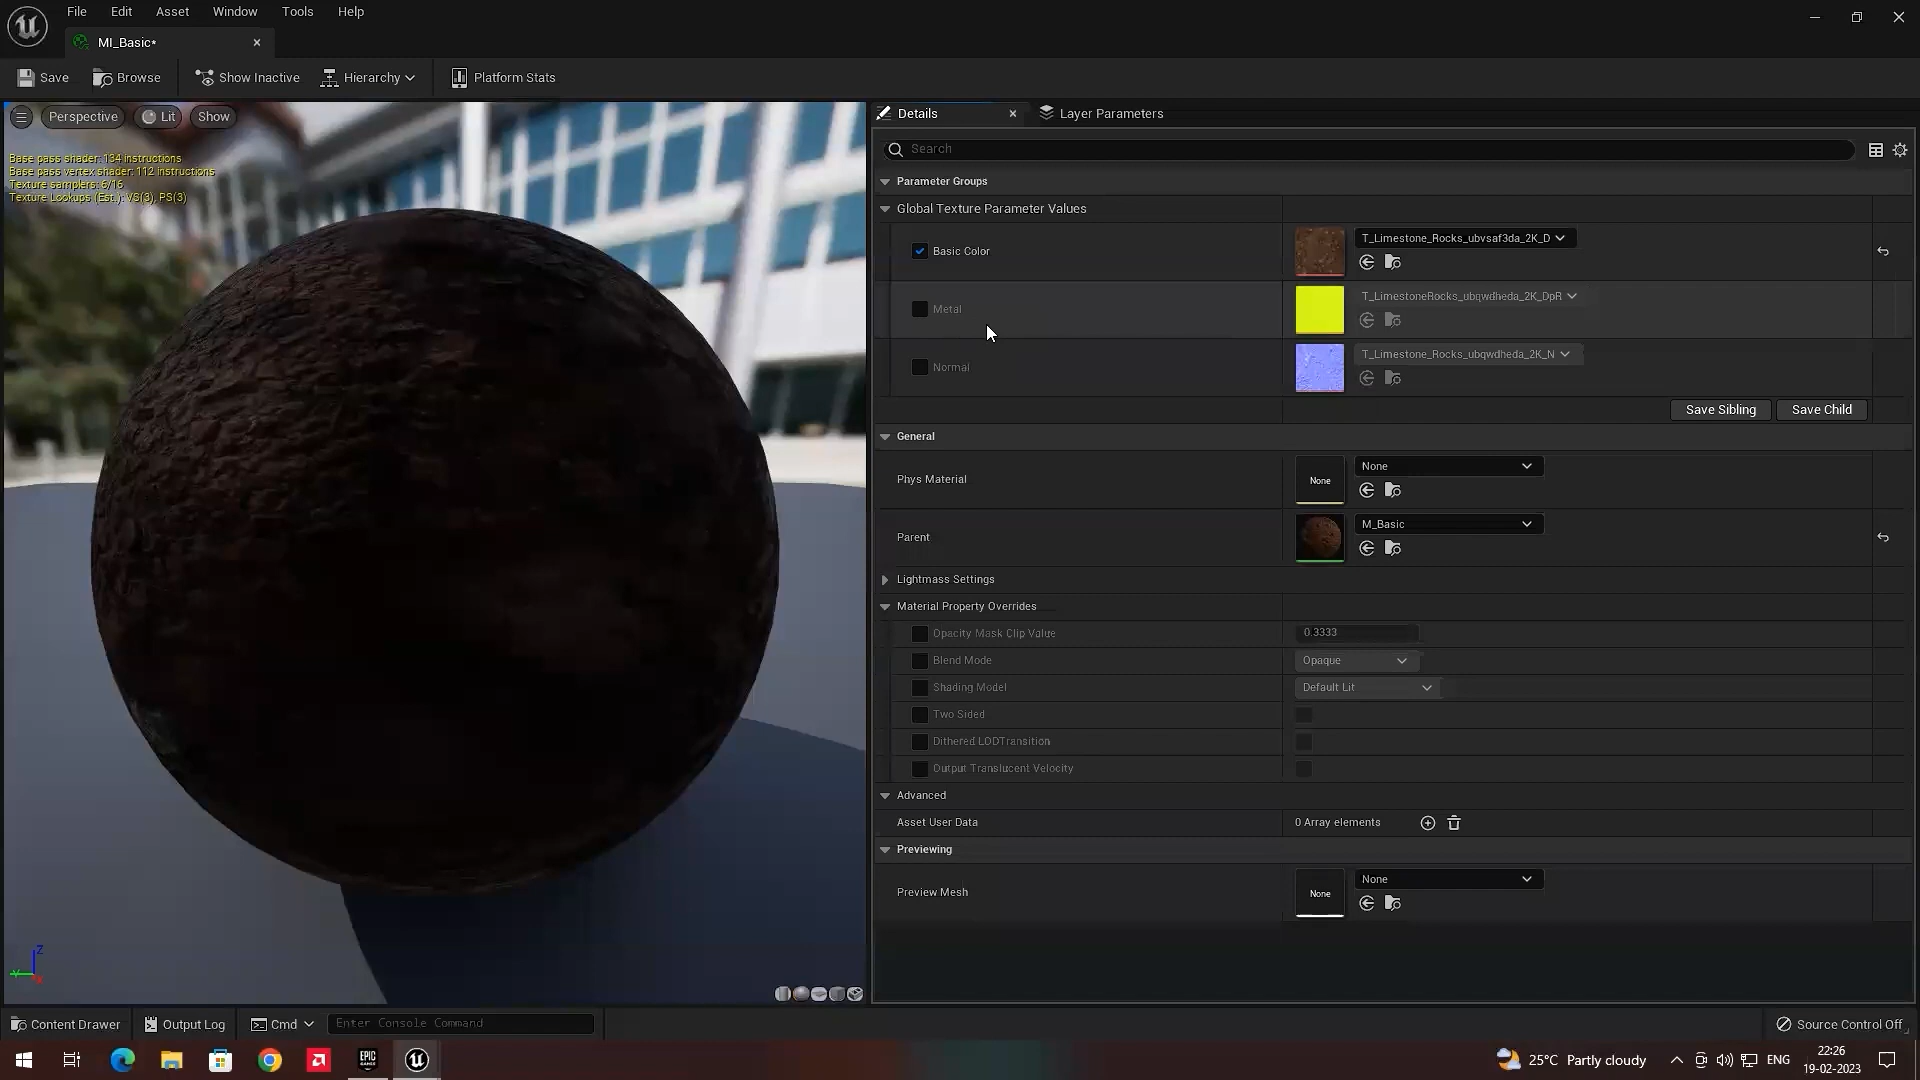 File Edit Asset Window Tools Help
MI_Basic*
Save Browse Show Inactive Hierarchy Platform Stats
Perspective Lit Show
Base pass shader: 134 instructions
Base pass vertex shader: 112 instructions
Texture samplers: 6/16
Texture Lookups (Est.): VS(3), PS(3)
Z
Details Layer Parameters
Search
Parameter Groups
Global Texture Parameter Values
Basic Color T_Limestone_Rocks_ubvsaf3da_2K_D
Metal T_LimestoneRocks_ubqwdheda_2K_DpR
Normal T_Limestone_Rocks_ubqwdheda_2K_N
Save Sibling Save Child
General
Phys Material None None
Parent M_Basic
Lightmass Settings
Material Property Overrides
Opacity Mask Clip Value 0.3333
Blend Mode Opaque
Shading Model Default Lit
Two Sided
Dithered LODTransition
Output Translucent Velocity
Advanced
Asset User Data 0 Array elements
Previewing
Preview Mesh None None
Content Drawer Output Log Cmd Enter Console Command Source Control Off
EPIC GAMES 25°C Partly cloudy ENG 22:26
19-02-2023